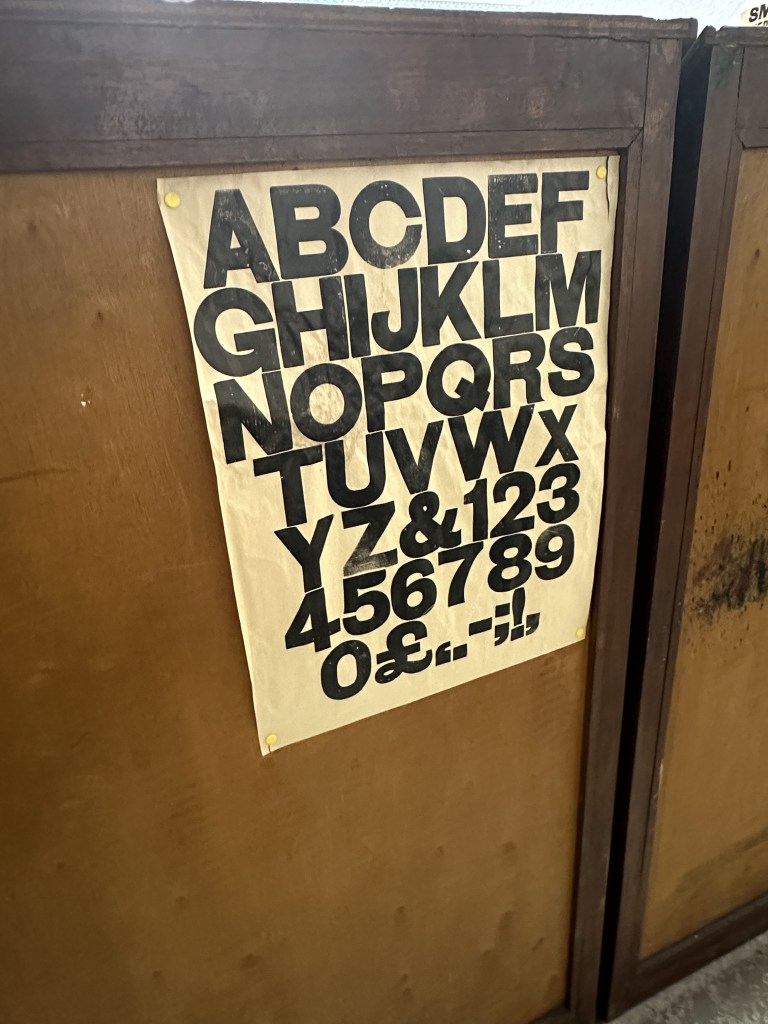 ABCDEF
GHIJKLM
NOPQRS
TUVWX
YZ&123
456789
0£,.-;!,